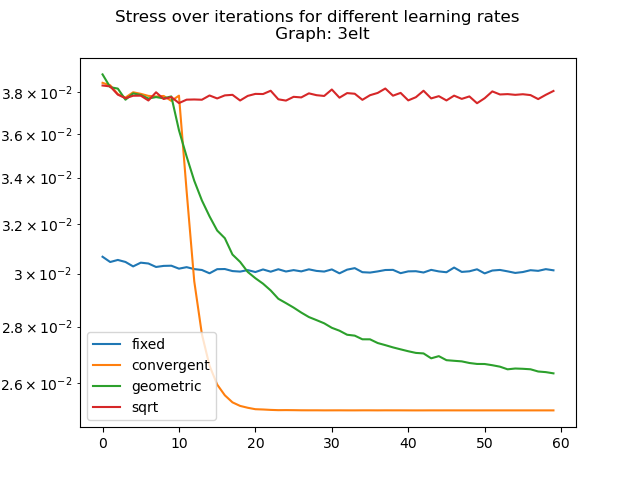 Stress over iterations for different learning rates
Graph: 3elt
3.8 × 10⁻²
3.6 × 10⁻²
3.4 × 10⁻²
3.2 × 10⁻²
3 × 10⁻²
2.8 × 10⁻²
2.6 × 10⁻²
fixed
convergent
geometric
sqrt
0 10 20 30 40 50 60